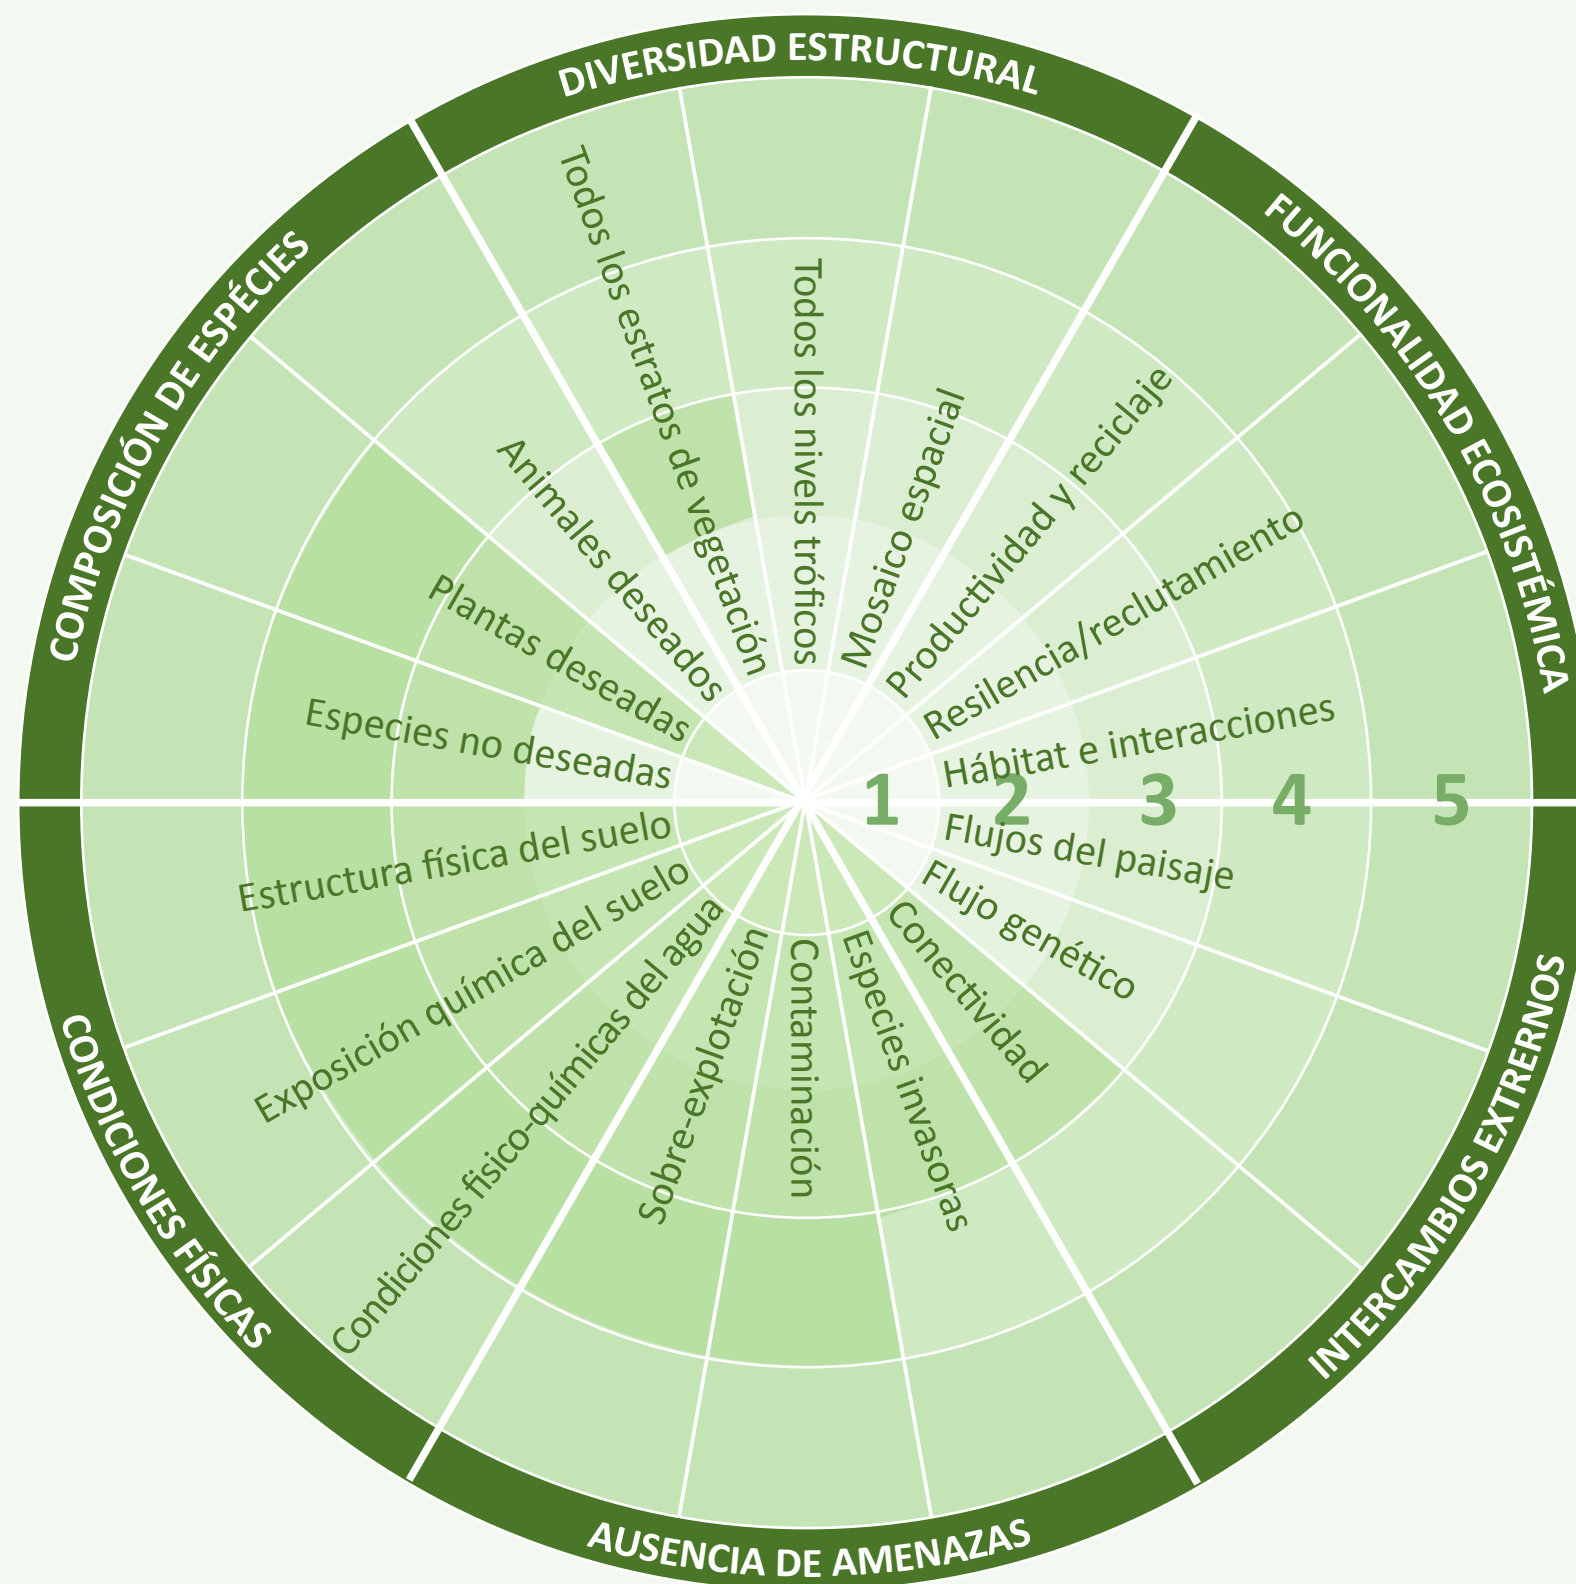 DIVERSIDAD ESTRUCTURAL
Todos los estratos de vegetación
Todos los nivels tróficos
Mosaico espacial
FUNCIONALIDAD ECOSISTÉMICA
Productividad y reciclaje
Resilencia/reclutamiento
Hábitat e interacciones
1 2 3 4 5
INTERCAMBIOS EXTRERNOS
Flujos del paisaje
Flujo genético
Conectividad
AUSENCIA DE AMENAZAS
Especies invasoras
Contaminación
Sobre-explotación
CONDICIONES FÍSICAS
Condiciones fisico-químicas del agua
Exposición química del suelo
Estructura física del suelo
COMPOSICIÓN DE ESPÉCIES
Especies no deseadas
Plantas deseadas
Animales deseados